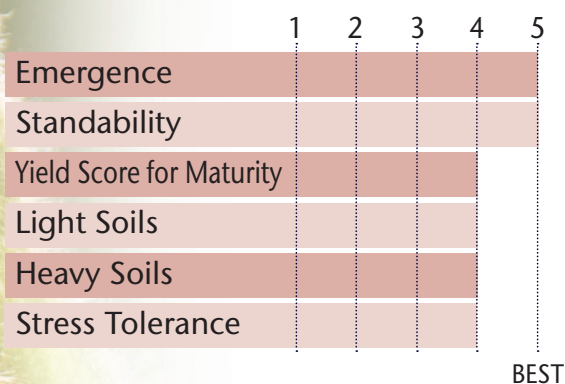 1 2 3 4 5
Emergence
Standability
Yield Score for Maturity
Light Soils
Heavy Soils
Stress Tolerance
BEST